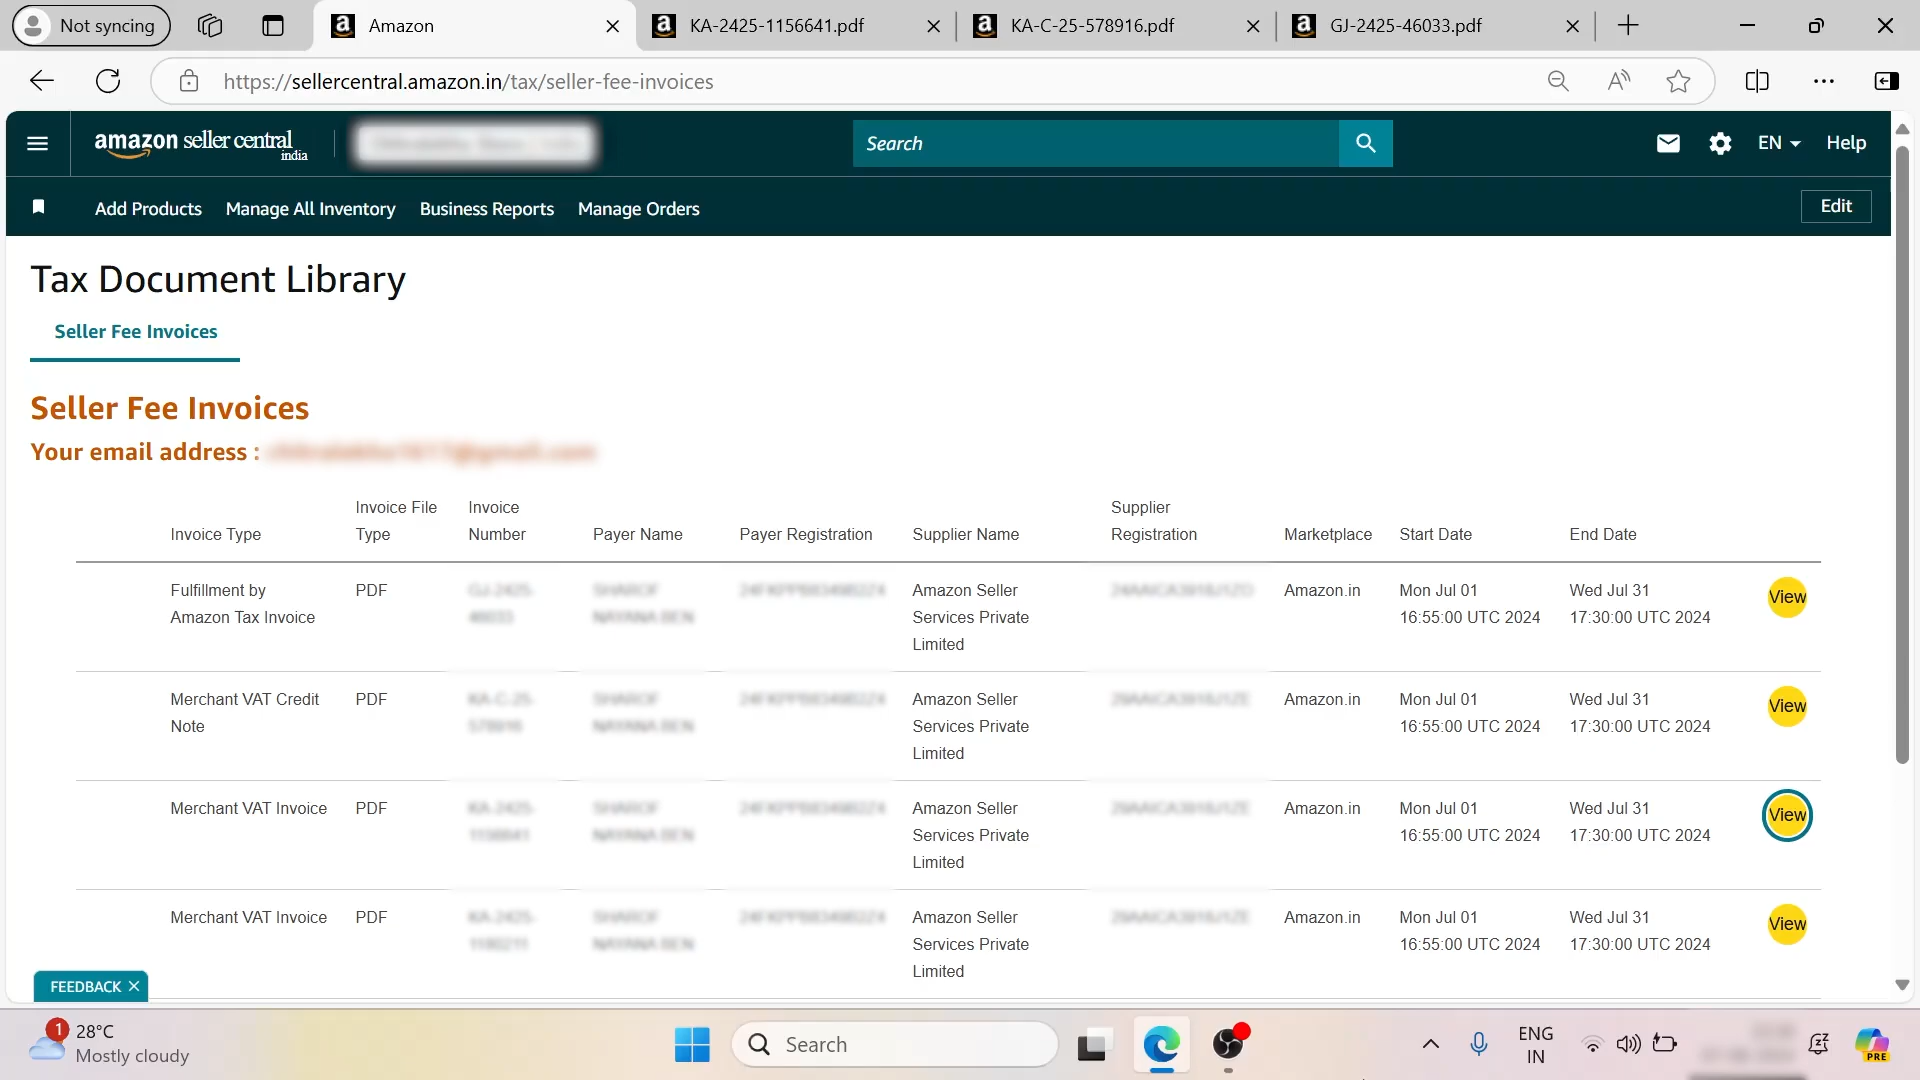 Not syncing
Amazon
KA-2425-1156641.pdf
KA-C-25-578916.pdf
GJ-2425-46033.pdf
https://sellercentral.amazon.in/tax/seller-fee-invoices
amazon seller central
india
Search
EN
Help
Add Products
Manage All Inventory
Business Reports
Manage Orders
Edit
Tax Document Library
Seller Fee Invoices
Seller Fee Invoices
Your email address :
Invoice Type
Invoice File Type
Invoice Number
Payer Name
Payer Registration
Supplier Name
Supplier Registration
Marketplace
Start Date
End Date
Fulfillment by Amazon Tax Invoice
PDF
Amazon Seller Services Private Limited
Amazon.in
Mon Jul 01 16:55:00 UTC 2024
Wed Jul 31 17:30:00 UTC 2024
View
Merchant VAT Credit Note
PDF
Amazon Seller Services Private Limited
Amazon.in
Mon Jul 01 16:55:00 UTC 2024
Wed Jul 31 17:30:00 UTC 2024
View
Merchant VAT Invoice
PDF
Amazon Seller Services Private Limited
Amazon.in
Mon Jul 01 16:55:00 UTC 2024
Wed Jul 31 17:30:00 UTC 2024
View
Merchant VAT Invoice
PDF
Amazon Seller Services Private Limited
Amazon.in
Mon Jul 01 16:55:00 UTC 2024
Wed Jul 31 17:30:00 UTC 2024
View
FEEDBACK
1
28°C
Mostly cloudy
Search
ENG
IN
PRE